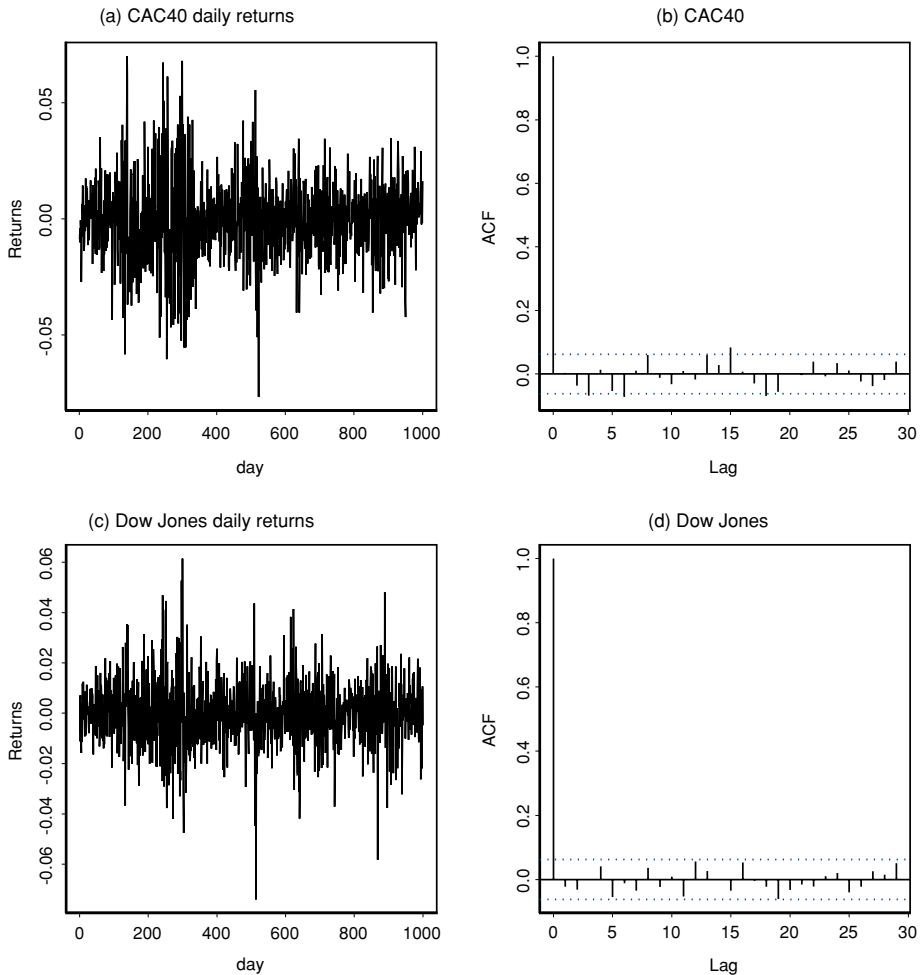 (a) CAC40 daily returns
Returns
-0.05 0.00 0.05
0 200 400 600 800 1000
day
(b) CAC40
ACF
0.0 0.2 0.4 0.6 0.8 1.0
0 5 10 15 20 25 30
Lag
(c) Dow Jones daily returns
Returns
-0.06 -0.04 -0.02 0.00 0.02 0.04 0.06
0 200 400 600 800 1000
day
(d) Dow Jones
ACF
0.0 0.2 0.4 0.6 0.8 1.0
0 5 10 15 20 25 30
Lag